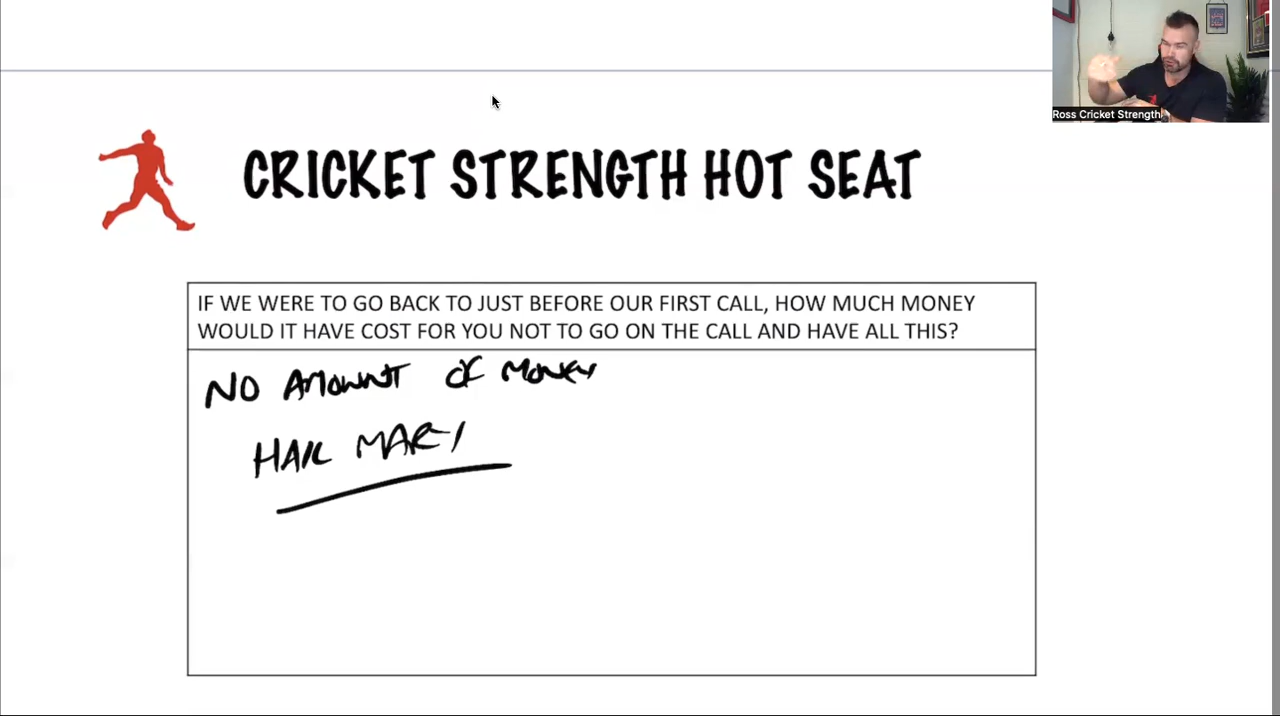 Ross Cricket Strength
CRICKET STRENGTH HOT SEAT
IF WE WERE TO GO BACK TO JUST BEFORE OUR FIRST CALL, HOW MUCH MONEY
WOULD IT HAVE COST FOR YOU NOT TO GO ON THE CALL AND HAVE ALL THIS?
NO AMOUNT OF MONEY
HAIL MARY